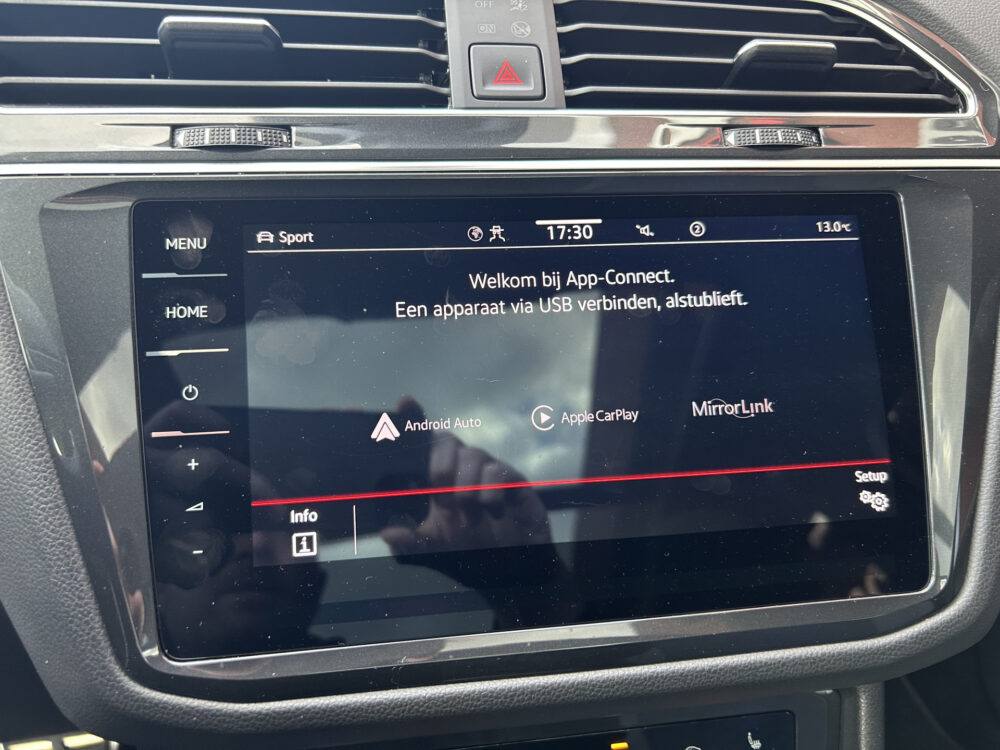 OFF
ON
MENU
HOME
Sport
17:30
2
13.0°C
Welkom bij App-Connect.
Een apparaat via USB verbinden, alstublieft.
Android Auto
Apple CarPlay
MirrorLink
+
−
Info
i
Setup